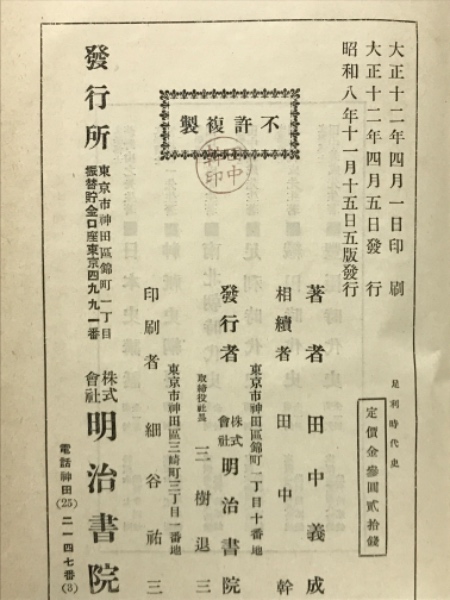 大正十二年四月一日印刷
大正十二年四月五日發行
昭和八年十一月十五日五版發行
不許複製
田中
足利時代史
定價金參圓貳拾錢
著者 田中義成
相續者 田中幹
東京市神田區錦町一丁目十番地
發行者 株式會社 明治書院
取締役社長 三樹退三
東京市神田區三崎町三丁目一番地
印刷者 細谷祐三
發行所
東京市神田區錦町一丁目
振替貯金口座東京四九九一番
株式會社 明治書院
電話神田(25)二一四七番(3)